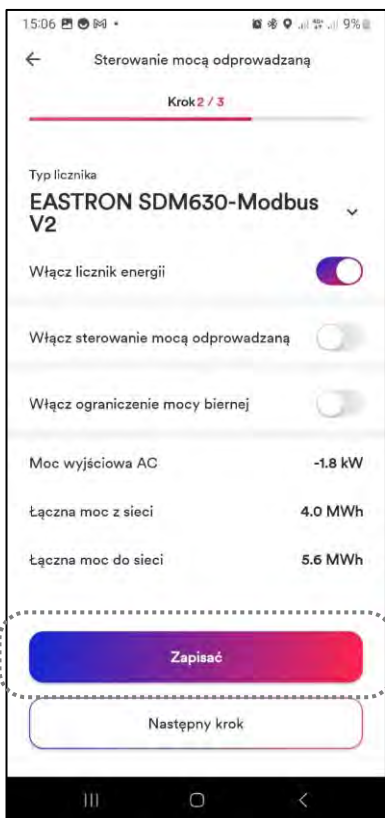 15:06
9%
Sterowanie mocą odprowadzaną
Krok 2 / 3
Typ licznika
EASTRON SDM630-Modbus
V2
Włącz licznik energii
Włącz sterowanie mocą odprowadzaną
Włącz ograniczenie mocy biernej
Moc wyjściowa AC -1.8 kW
Łączna moc z sieci 4.0 MWh
Łączna moc do sieci 5.6 MWh
Zapisać
Następny krok